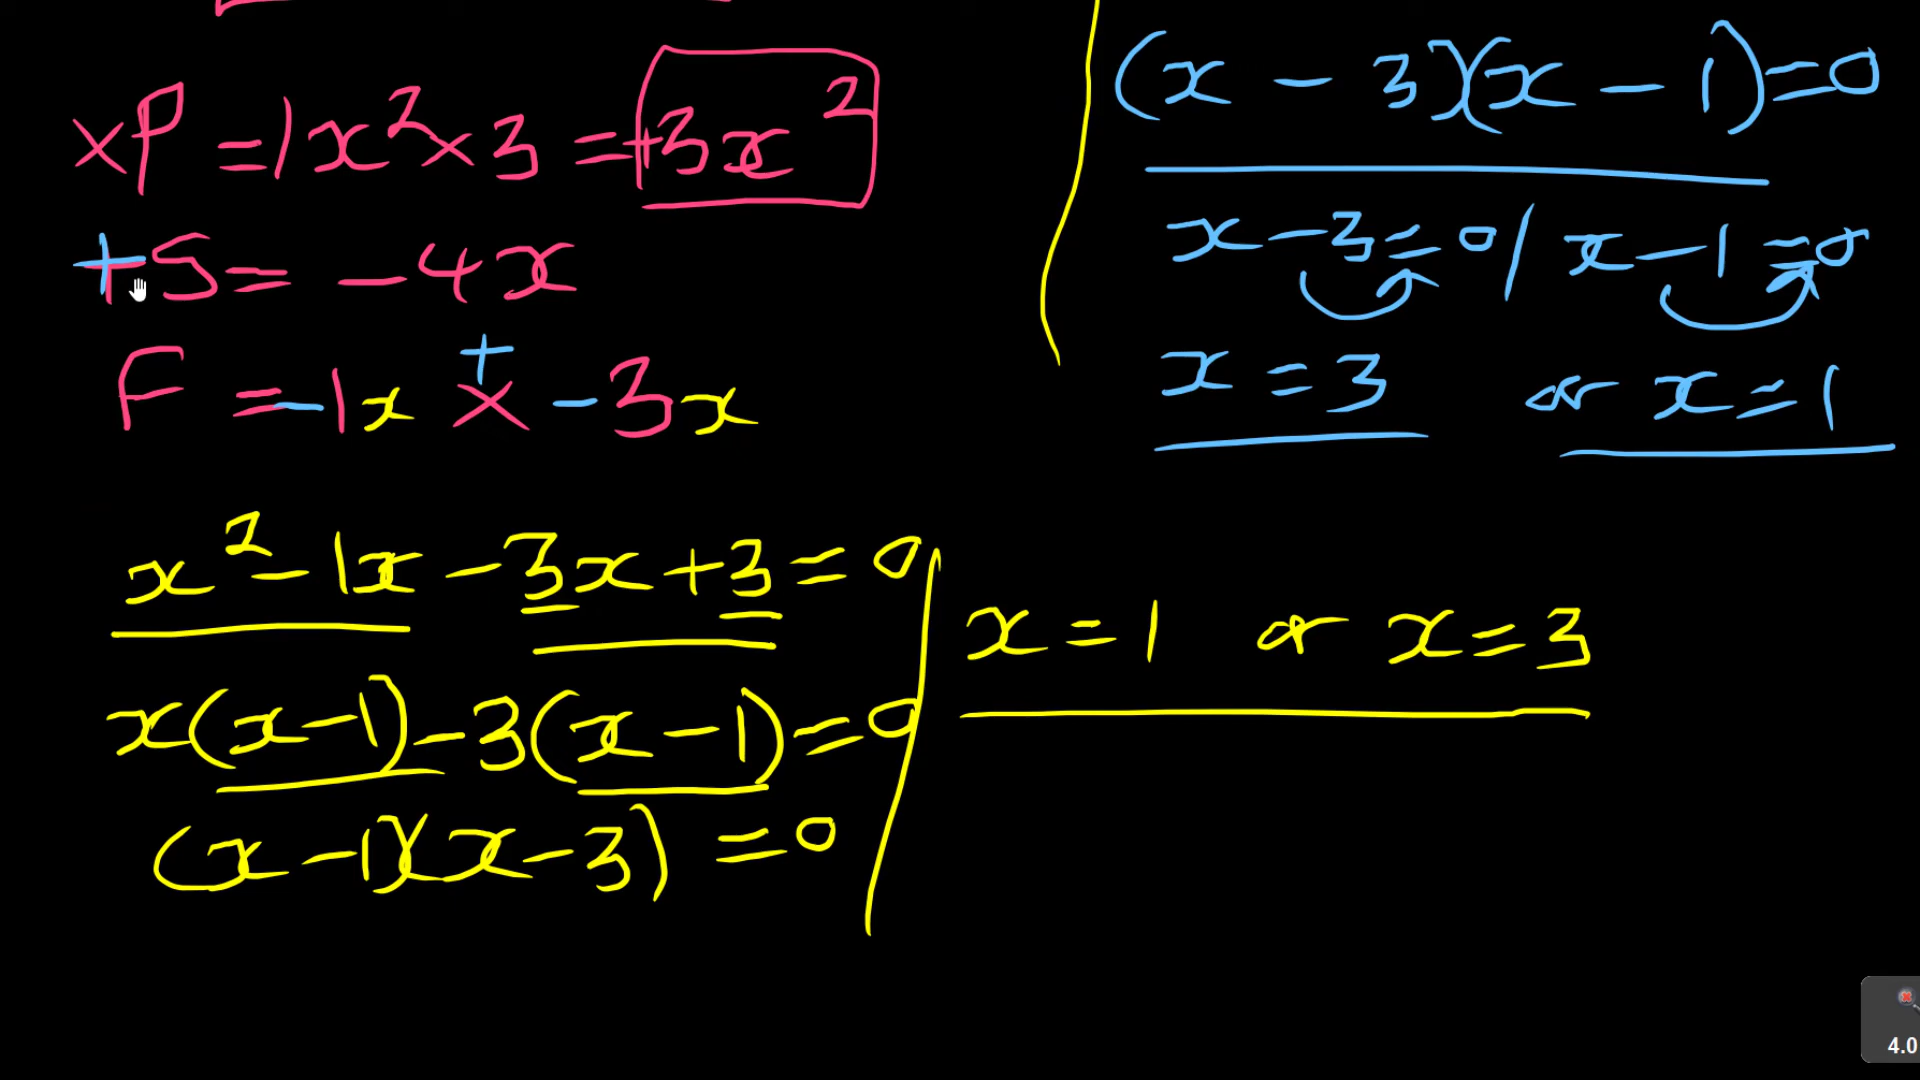 ×P = 1x² × 3 = +3x²
+S = -4x
F = -1x × + -3x
x² - 1x - 3x + 3 = 0
x(x - 1) - 3(x - 1) = 0
(x - 1)(x - 3) = 0
(x - 3)(x - 1) = 0
x - 3 = 0 / x - 1 = 0
x = 3 or x = 1
x = 1 or x = 3
4.0